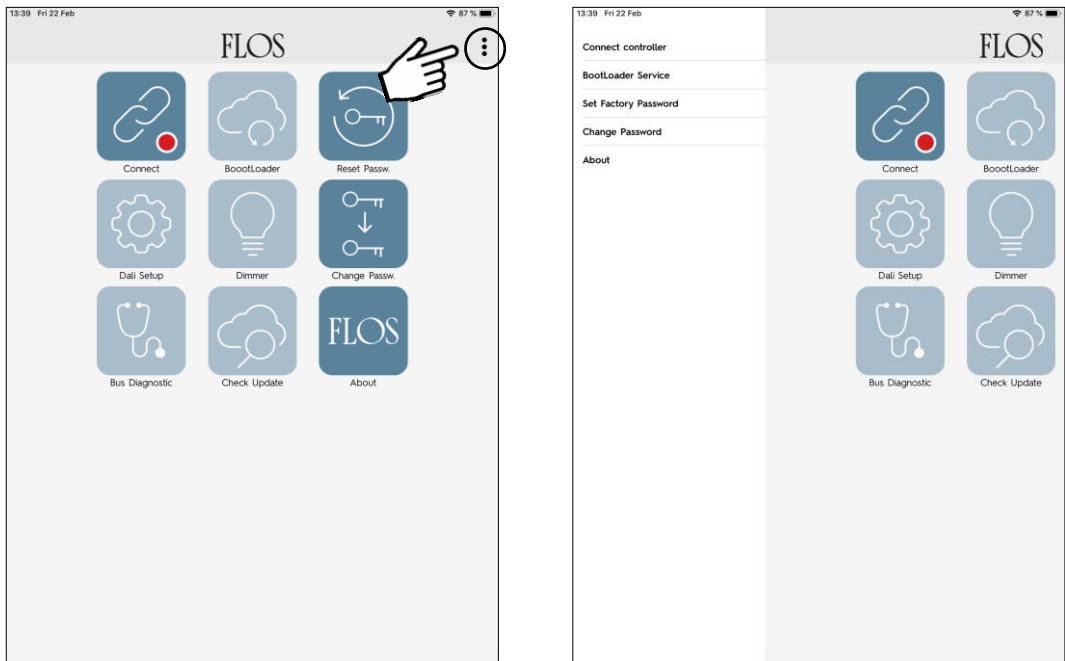 13:39 Fri 22 Feb 87 %
FLOS
Connect BoootLoader Reset Passw.
Dali Setup Dimmer Change Passw.
FLOS
Bus Diagnostic Check Update About
13:39 Fri 22 Feb 87 %
Connect controller
BootLoader Service
Set Factory Password
Change Password
About
FLOS
Connect BoootLoader
Dali Setup Dimmer
Bus Diagnostic Check Update